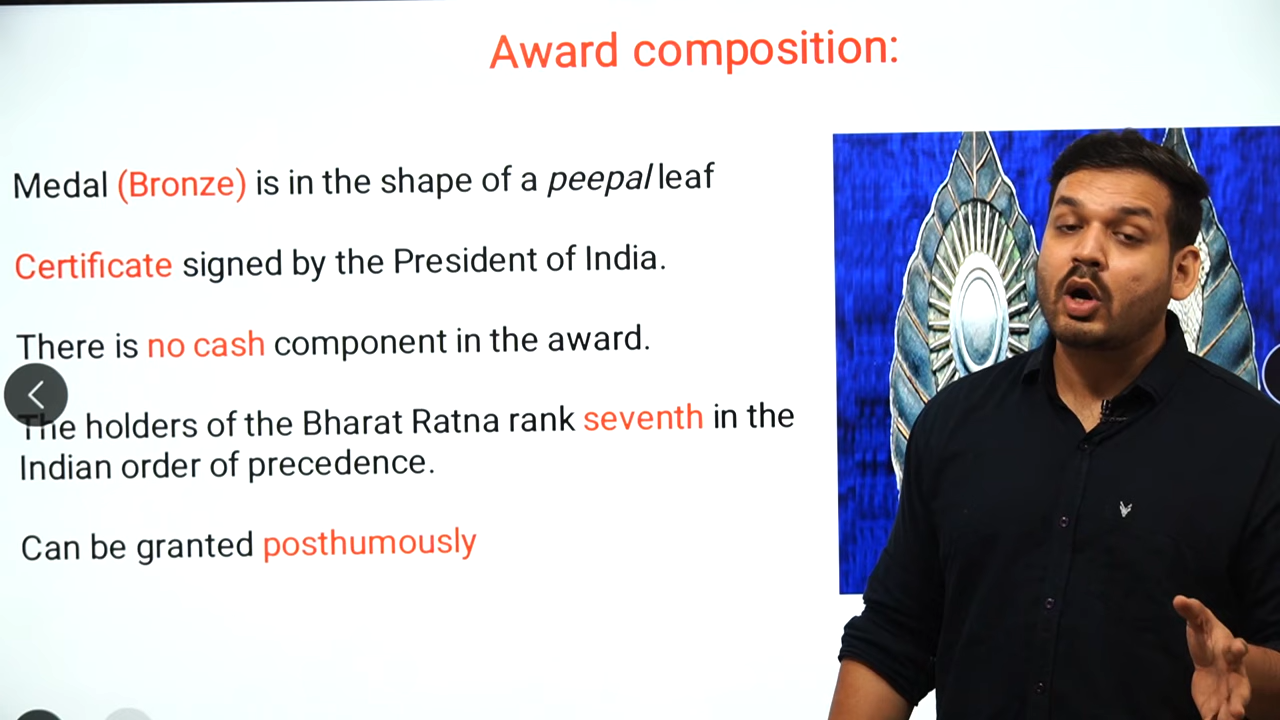 Award composition:
Medal (Bronze) is in the shape of a peepal leaf
Certificate signed by the President of India.
There is no cash component in the award.
The holders of the Bharat Ratna rank seventh in the
Indian order of precedence.
Can be granted posthumously